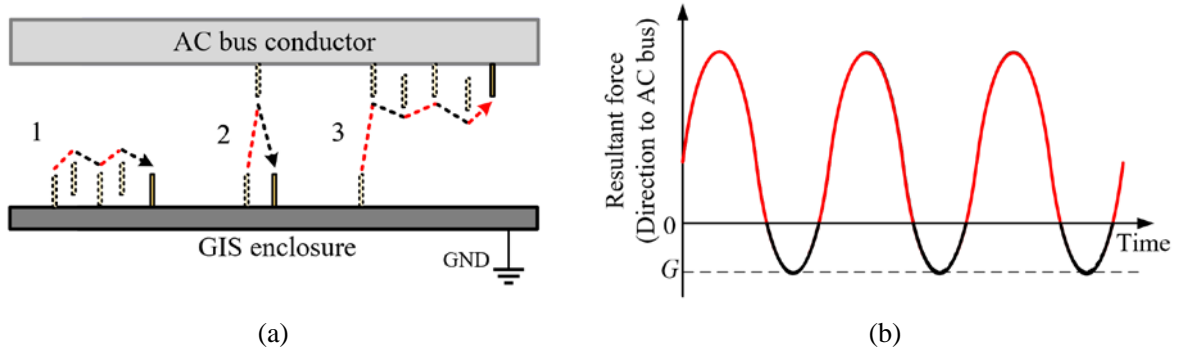 AC bus conductor
1
2
3
GIS enclosure
GND
(a)
Resultant force
(Direction to AC bus)
0
G
Time
(b)